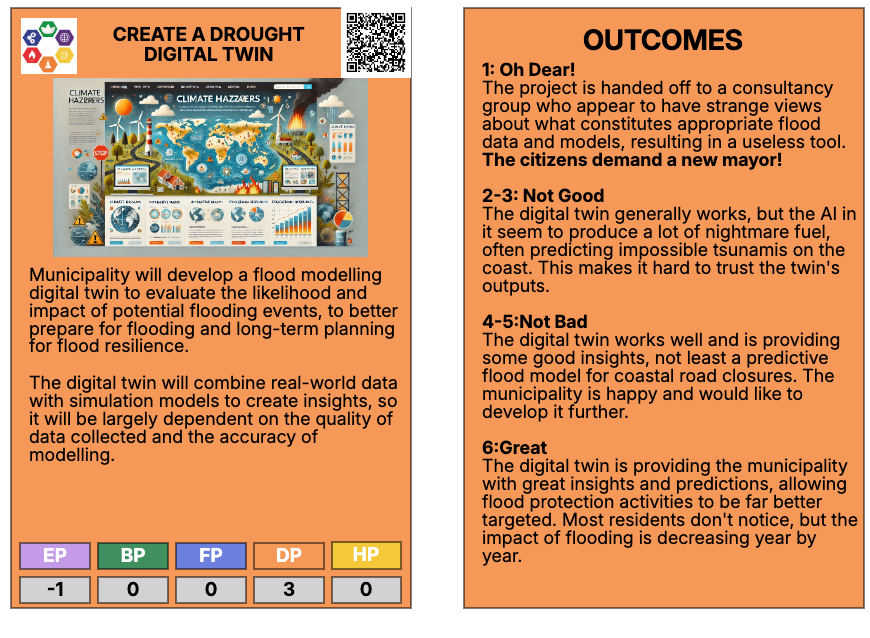 CREATE A DROUGHT
DIGITAL TWIN
CLIMATE
HAZZRERS
CLIMATE HAZZAERS
STOP
Municipality will develop a flood modelling
digital twin to evaluate the likelihood and
impact of potential flooding events, to better
prepare for flooding and long-term planning
for flood resilience.
The digital twin will combine real-world data
with simulation models to create insights, so
it will be largely dependent on the quality of
data collected and the accuracy of
modelling.
EP BP FP DP HP
-1 0 0 3 0
OUTCOMES
1: Oh Dear!
The project is handed off to a consultancy
group who appear to have strange views
about what constitutes appropriate flood
data and models, resulting in a useless tool.
The citizens demand a new mayor!
2-3: Not Good
The digital twin generally works, but the AI in
it seem to produce a lot of nightmare fuel,
often predicting impossible tsunamis on the
coast. This makes it hard to trust the twin's
outputs.
4-5:Not Bad
The digital twin works well and is providing
some good insights, not least a predictive
flood model for coastal road closures. The
municipality is happy and would like to
develop it further.
6:Great
The digital twin is providing the municipality
with great insights and predictions, allowing
flood protection activities to be far better
targeted. Most residents don't notice, but the
impact of flooding is decreasing year by
year.